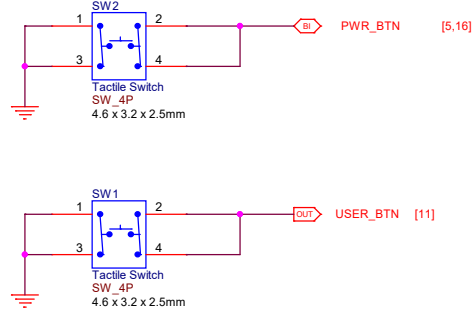 SW2
1 2 BI PWR_BTN [5,16]
3 4
Tactile Switch
SW_4P
4.6 x 3.2 x 2.5mm
SW1
1 2 OUT USER_BTN [11]
3 4
Tactile Switch
SW_4P
4.6 x 3.2 x 2.5mm